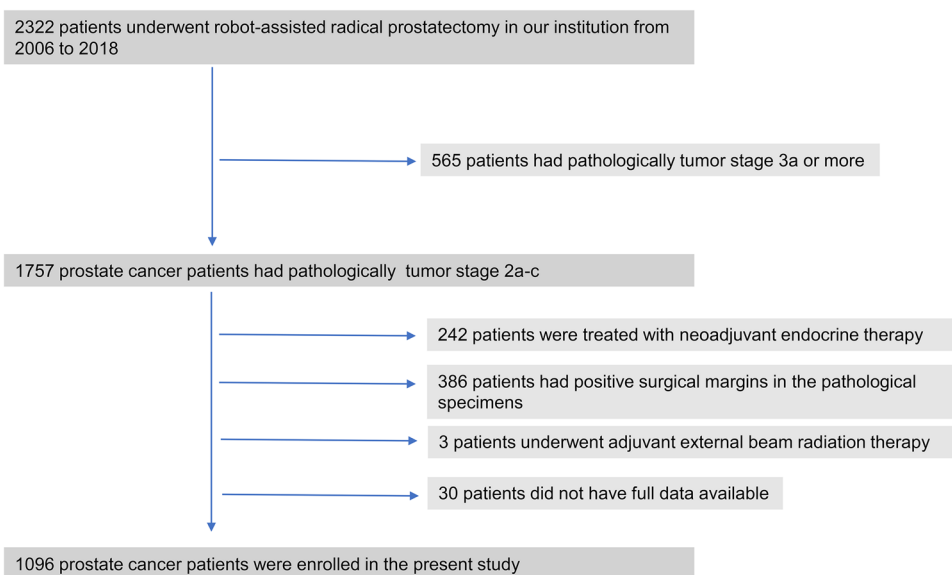 2322 patients underwent robot-assisted radical prostatectomy in our institution from
2006 to 2018
565 patients had pathologically tumor stage 3a or more
1757 prostate cancer patients had pathologically tumor stage 2a-c
242 patients were treated with neoadjuvant endocrine therapy
386 patients had positive surgical margins in the pathological
specimens
3 patients underwent adjuvant external beam radiation therapy
30 patients did not have full data available
1096 prostate cancer patients were enrolled in the present study